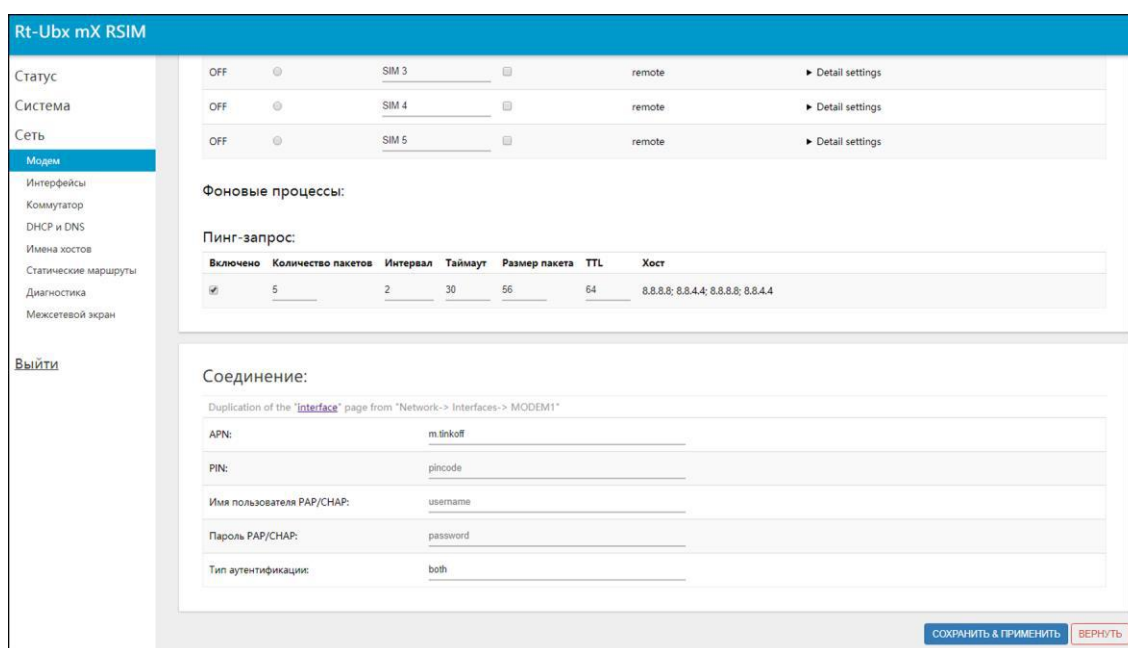 Rt-Ubx mX RSIM
Статус
Система
Сеть
Модем
Интерфейсы
Коммутатор
DHCP и DNS
Имена хостов
Статические маршруты
Диагностика
Межсетевой экран
Выйти
OFF SIM 3 remote ► Detail settings
OFF SIM 4 remote ► Detail settings
OFF SIM 5 remote ► Detail settings
Фоновые процессы:
Пинг-запрос:
Включено Количество пакетов Интервал Таймаут Размер пакета TTL Хост
5 2 30 56 64 8.8.8.8; 8.8.4.4; 8.8.8.8; 8.8.4.4
Соединение:
Duplication of the "interface" page from "Network-> Interfaces-> MODEM1"
APN: m.tinkoff
PIN: pincode
Имя пользователя PAP/CHAP: username
Пароль PAP/CHAP: password
Тип аутентификации: both
СОХРАНИТЬ & ПРИМЕНИТЬ ВЕРНУТЬ